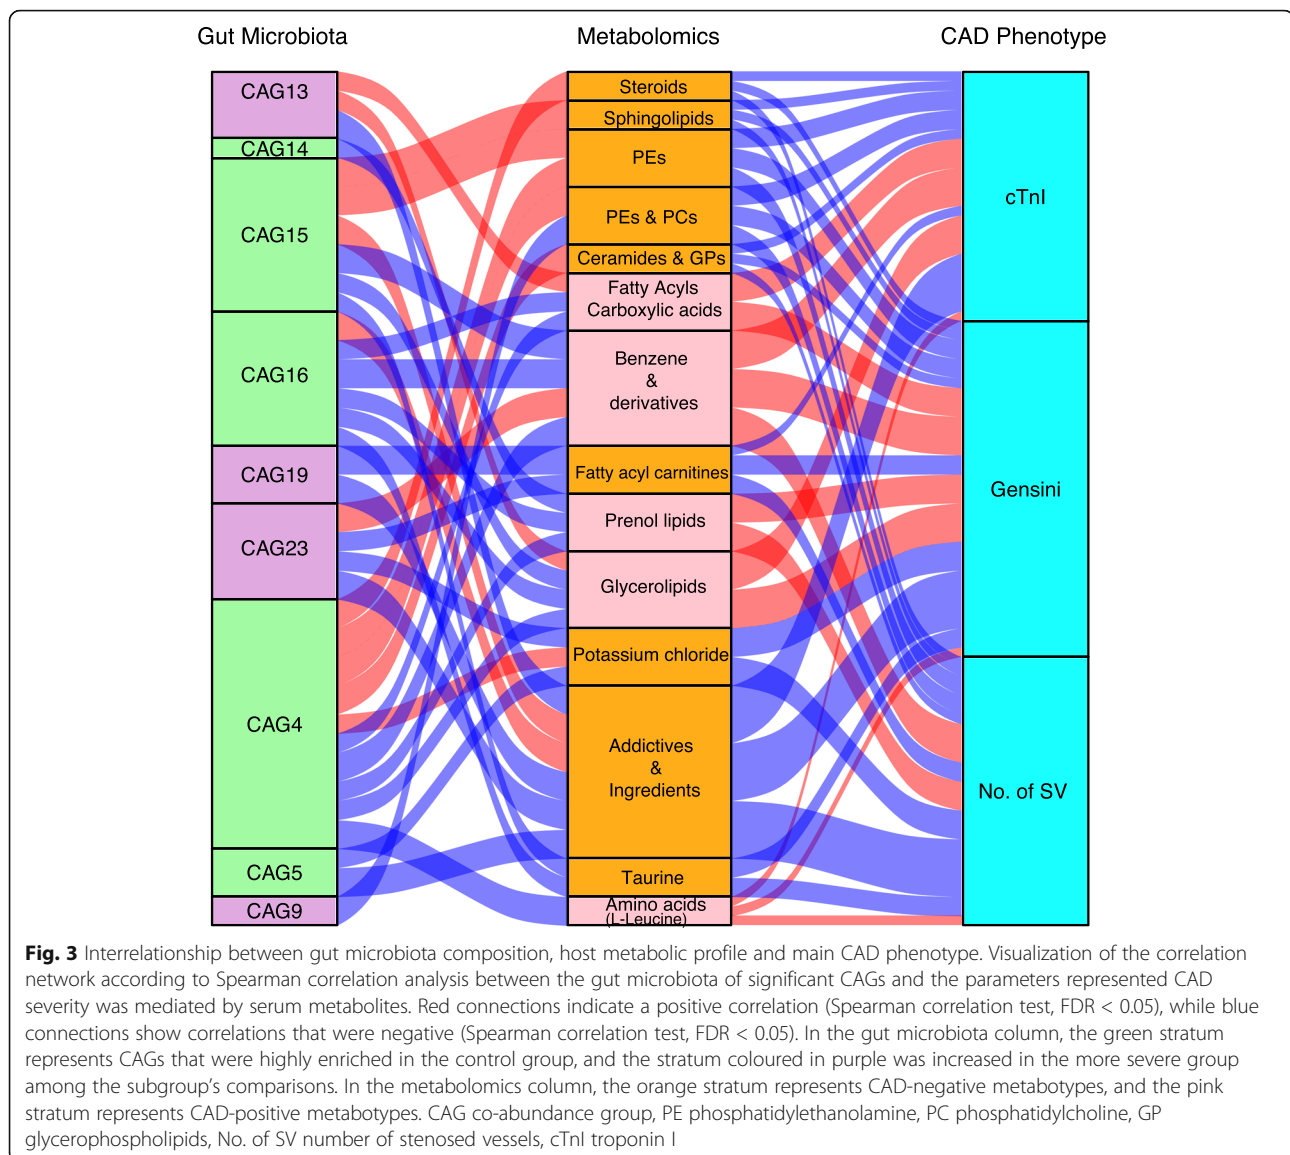 Gut Microbiota
Metabolomics
CAD Phenotype
CAG13
CAG14
CAG15
CAG16
CAG19
CAG23
CAG4
CAG5
CAG9
Steroids
Sphingolipids
PEs
PEs & PCs
Ceramides & GPs
Fatty Acyls
Carboxylic acids
Benzene
&
derivatives
Fatty acyl carnitines
Prenol lipids
Glycerolipids
Potassium chloride
Addictives
&
Ingredients
Taurine
Amino acids
(L-Leucine)
cTnI
Gensini
No. of SV
Fig. 3 Interrelationship between gut microbiota composition, host metabolic profile and main CAD phenotype. Visualization of the correlation
network according to Spearman correlation analysis between the gut microbiota of significant CAGs and the parameters represented CAD
severity was mediated by serum metabolites. Red connections indicate a positive correlation (Spearman correlation test, FDR < 0.05), while blue
connections show correlations that were negative (Spearman correlation test, FDR < 0.05). In the gut microbiota column, the green stratum
represents CAGs that were highly enriched in the control group, and the stratum coloured in purple was increased in the more severe group
among the subgroup's comparisons. In the metabolomics column, the orange stratum represents CAD-negative metabotypes, and the pink
stratum represents CAD-positive metabotypes. CAG co-abundance group, PE phosphatidylethanolamine, PC phosphatidylcholine, GP
glycerophospholipids, No. of SV number of stenosed vessels, cTnI troponin I